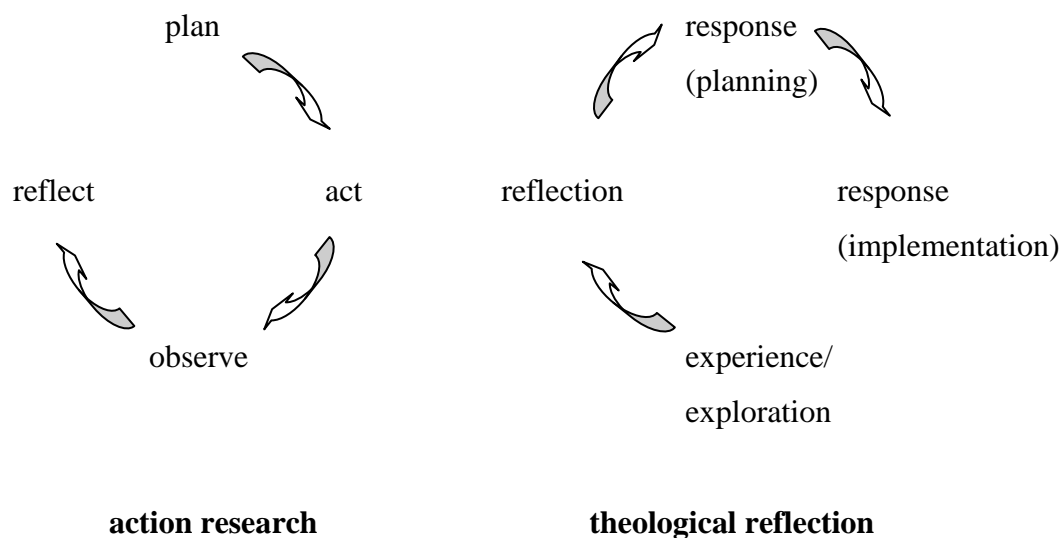 plan
reflect
act
observe
action research
response
(planning)
reflection
response
(implementation)
experience/
exploration
theological reflection